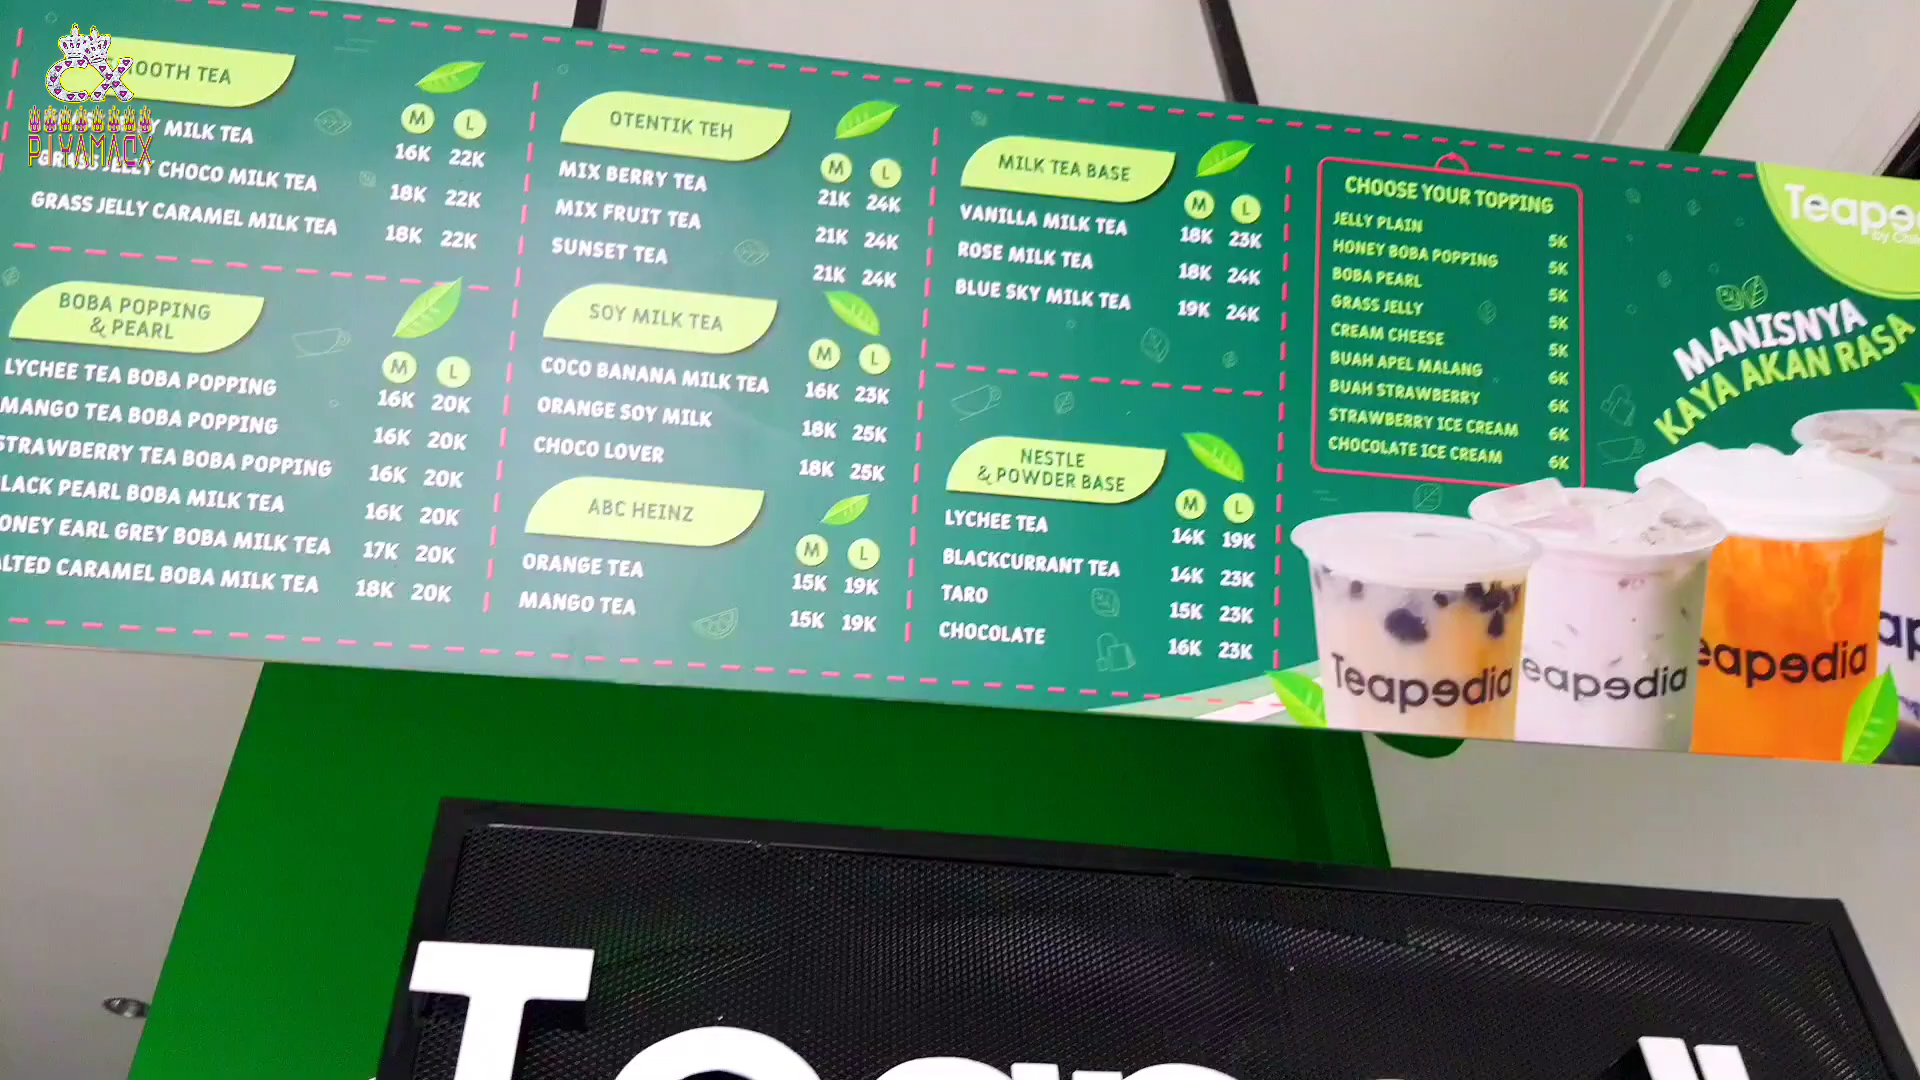 PIYAMACX
MOOTH TEA
M L
Y MILK TEA 16K 22K
GRASS JELLY CHOCO MILK TEA 18K 22K
GRASS JELLY CARAMEL MILK TEA 18K 22K
BOBA POPPING
& PEARL
M L
LYCHEE TEA BOBA POPPING 16K 20K
MANGO TEA BOBA POPPING 16K 20K
STRAWBERRY TEA BOBA POPPING 16K 20K
LACK PEARL BOBA MILK TEA 16K 20K
ONEY EARL GREY BOBA MILK TEA 17K 20K
ALTED CARAMEL BOBA MILK TEA 18K 20K
OTENTIK TEH
M L
MIX BERRY TEA 21K 24K
MIX FRUIT TEA 21K 24K
SUNSET TEA 21K 24K
SOY MILK TEA
M L
COCO BANANA MILK TEA 16K 23K
ORANGE SOY MILK 18K 25K
CHOCO LOVER 18K 25K
ABC HEINZ
M L
ORANGE TEA 15K 19K
MANGO TEA 15K 19K
MILK TEA BASE
M L
VANILLA MILK TEA 18K 23K
ROSE MILK TEA 18K 24K
BLUE SKY MILK TEA 19K 24K
NESTLE
& POWDER BASE
M L
LYCHEE TEA 14K 19K
BLACKCURRANT TEA 14K 23K
TARO 15K 23K
CHOCOLATE 16K 23K
CHOOSE YOUR TOPPING
JELLY PLAIN 5K
HONEY BOBA POPPING 5K
BOBA PEARL 5K
GRASS JELLY 5K
CREAM CHEESE 5K
BUAH APEL MALANG 6K
BUAH STRAWBERRY 6K
STRAWBERRY ICE CREAM 6K
CHOCOLATE ICE CREAM 6K
Teape
by
MANISNYA
KAYA AKAN RASA
Teapedia
eapedia
eapedia
ap